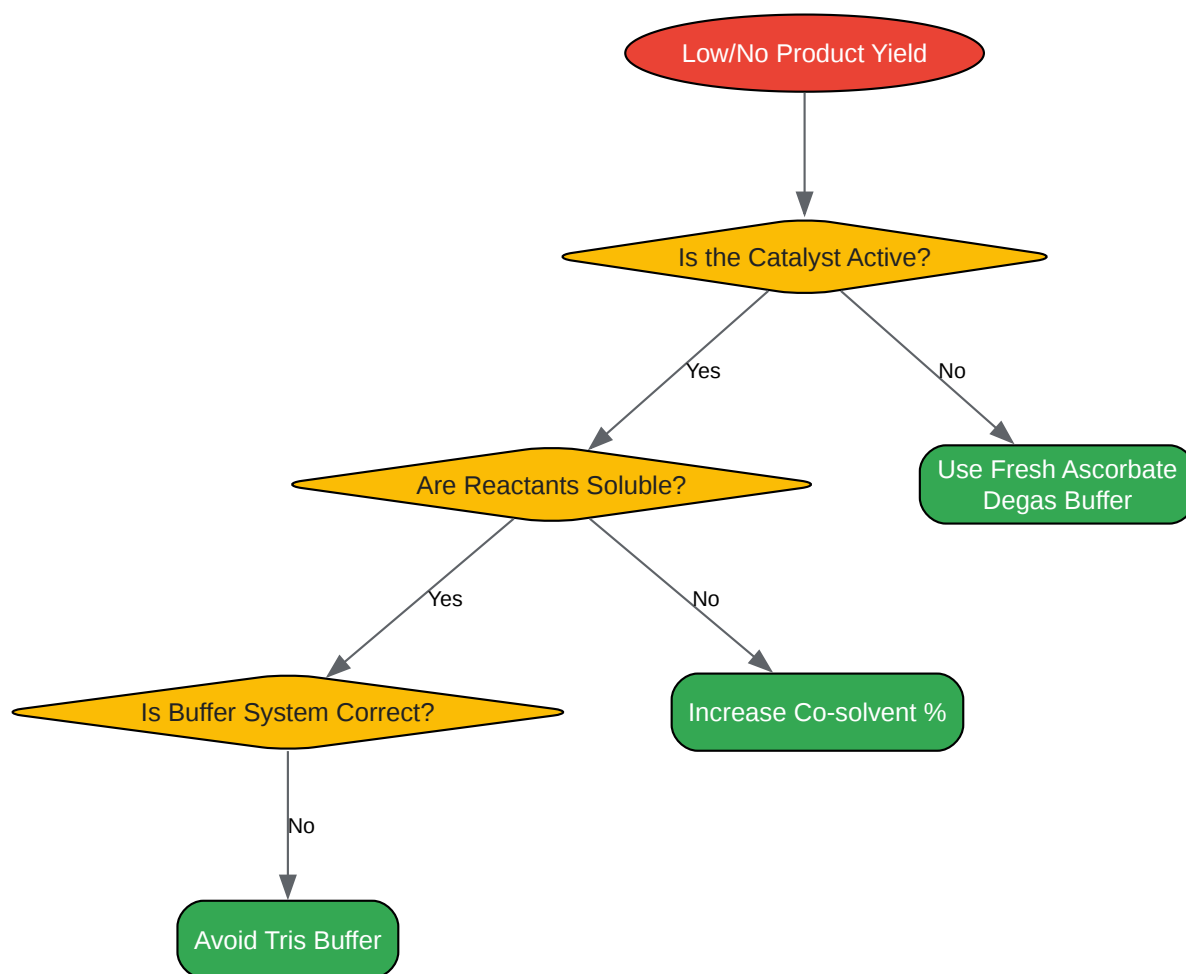 Low/No Product Yield
Is the Catalyst Active?
Yes
No
Use Fresh Ascorbate
Degas Buffer
Are Reactants Soluble?
Yes
No
Increase Co-solvent %
Is Buffer System Correct?
No
Avoid Tris Buffer